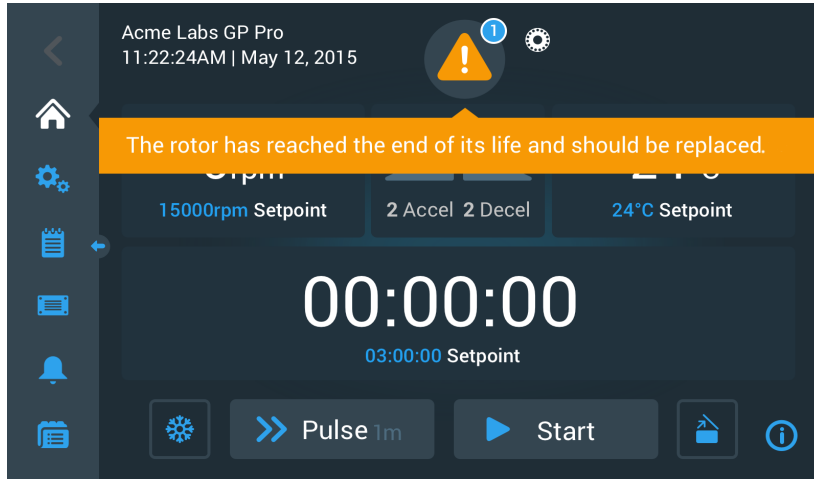 Acme Labs GP Pro
1
11:22:24AM | May 12, 2015
The rotor has reached the end of its life and should be replaced.
rpm
15000rpm Setpoint
2 Accel 2 Decel
24°C Setpoint
00:00:00
03:00:00 Setpoint
Pulse 1m
Start